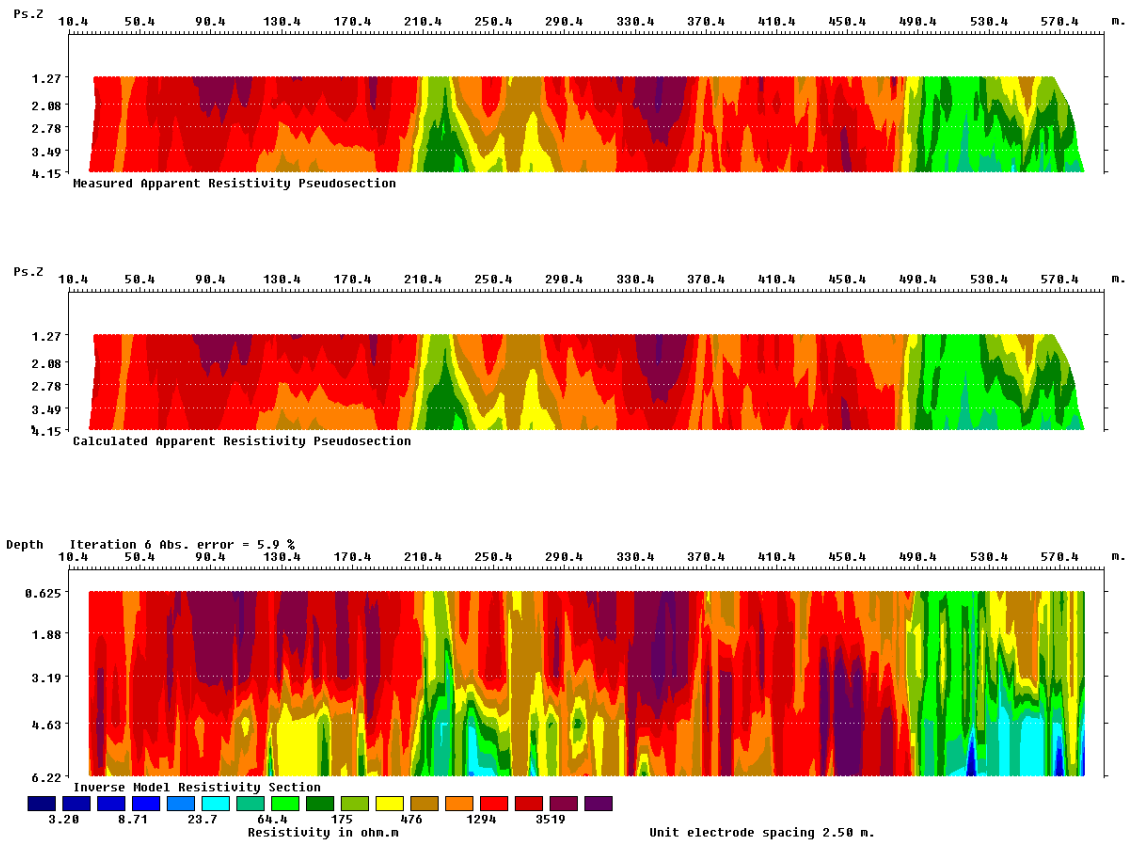 Ps.Z
10.4 50.4 90.4 130.4 170.4 210.4 250.4 290.4 330.4 370.4 410.4 450.4 490.4 530.4 570.4 m.
1.27
2.08
2.78
3.49
4.15
Measured Apparent Resistivity Pseudosection
Ps.Z
10.4 50.4 90.4 130.4 170.4 210.4 250.4 290.4 330.4 370.4 410.4 450.4 490.4 530.4 570.4 m.
1.27
2.08
2.78
3.49
4.15
Calculated Apparent Resistivity Pseudosection
Depth Iteration 6 Abs. error = 5.9 %
10.4 50.4 90.4 130.4 170.4 210.4 250.4 290.4 330.4 370.4 410.4 450.4 490.4 530.4 570.4 m.
0.625
1.88
3.19
4.63
6.22
Inverse Model Resistivity Section
3.20 8.71 23.7 64.4 175 476 1294 3519
Resistivity in ohm.m Unit electrode spacing 2.50 m.